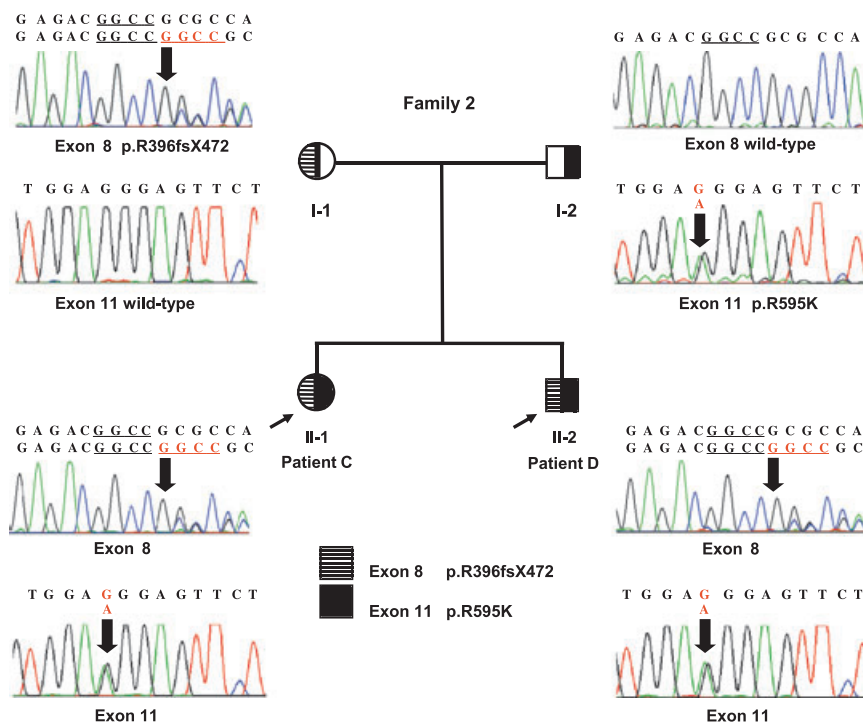 G A G A C G G C C G C G C C A
G A G A C G G C C G G C C G C
Exon 8 p.R396fsX472
T G G A G G G A G T T C T
Exon 11 wild-type
Family 2
I-1
I-2
G A G A C G G C C G C G C C A
Exon 8 wild-type
T G G A G G G A G T T C T
A
Exon 11 p.R595K
II-1
Patient C
II-2
Patient D
G A G A C G G C C G C G C C A
G A G A C G G C C G G C C G C
Exon 8
T G G A G G G A G T T C T
A
Exon 11
Exon 8 p.R396fsX472
Exon 11 p.R595K
G A G A C G G C C G C G C C A
G A G A C G G C C G G C C G C
Exon 8
T G G A G G G A G T T C T
A
Exon 11